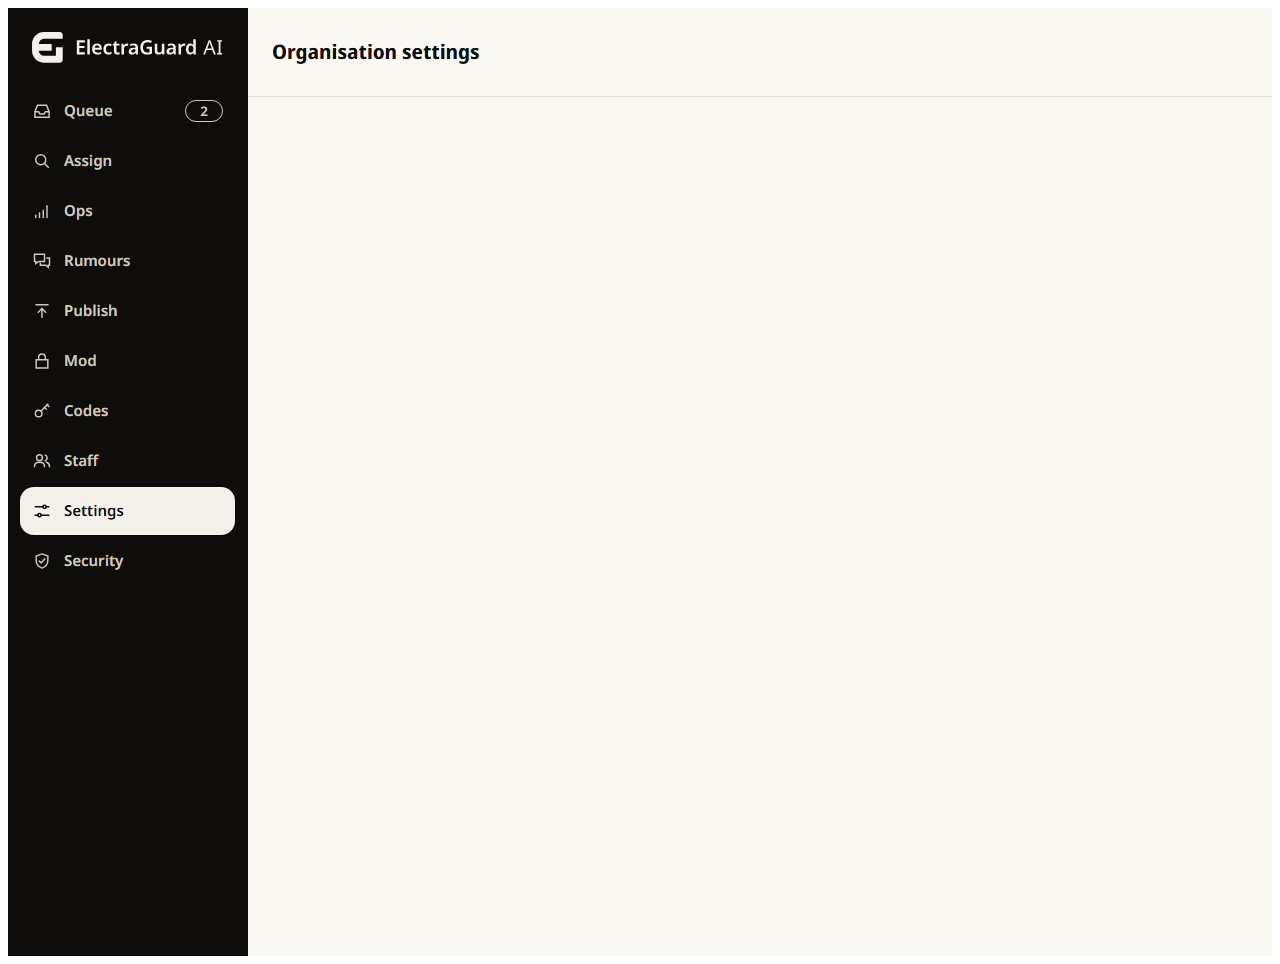 ElectraGuard AI
Organisation settings
Queue 2
Assign
Ops
Rumours
Publish
Mod
Codes
Staff
Settings
Security